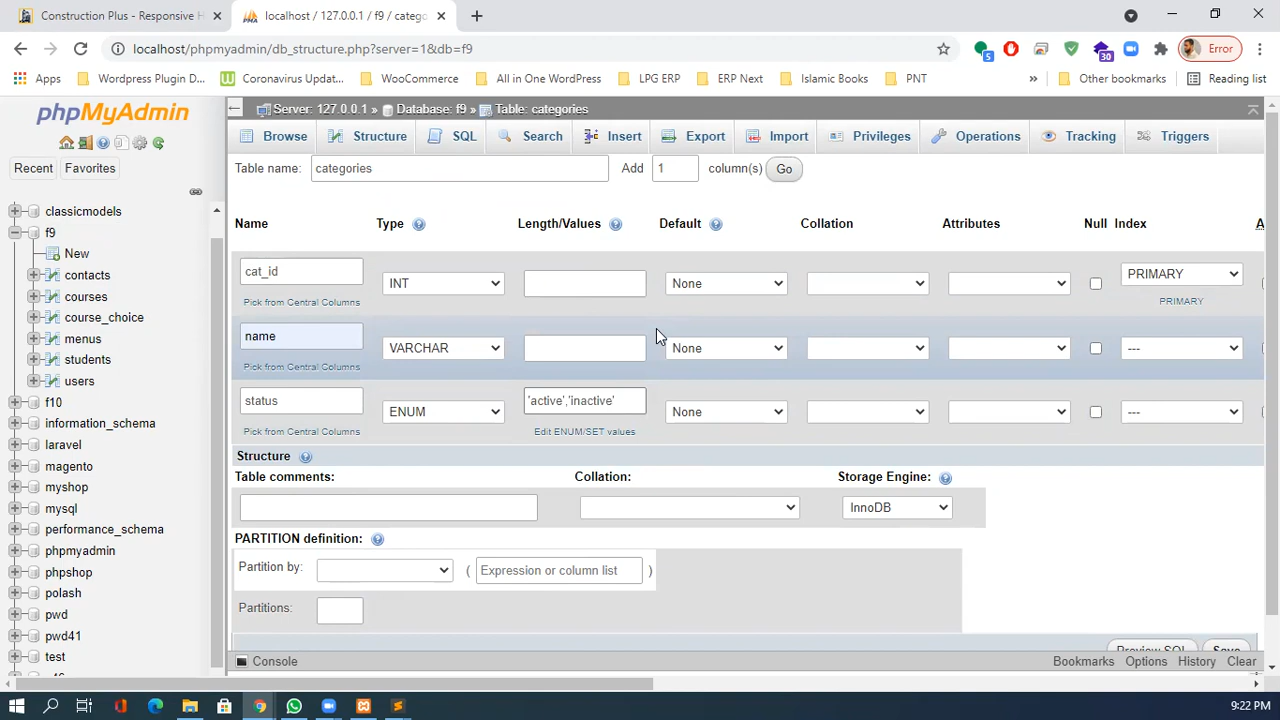 Construction Plus - Responsive H
localhost / 127.0.0.1 / f9 / catego
localhost/phpmyadmin/db_structure.php?server=1&db=f9
5
30
Error
Apps
Wordpress Plugin D...
Coronavirus Updat...
WooCommerce
All in One WordPress
LPG ERP
ERP Next
Islamic Books
PNT
»
Other bookmarks
Reading list
phpMyAdmin
Recent
Favorites
classicmodels
f9
New
contacts
courses
course_choice
menus
students
users
f10
information_schema
laravel
magento
myshop
mysql
performance_schema
phpmyadmin
phpshop
polash
pwd
pwd41
test
Server: 127.0.0.1 » Database: f9 » Table: categories
Browse
Structure
SQL
Search
Insert
Export
Import
Privileges
Operations
Tracking
Triggers
Table name: categories Add 1 column(s) Go
Name Type Length/Values Default Collation Attributes Null Index A
cat_id INT None PRIMARY
Pick from Central Columns PRIMARY
name VARCHAR None ---
Pick from Central Columns
status ENUM 'active','inactive' None ---
Pick from Central Columns Edit ENUM/SET values
Structure
Table comments: Collation: Storage Engine:
InnoDB
PARTITION definition:
Partition by: ( Expression or column list )
Partitions:
Preview SQL Save
Console Bookmarks Options History Clear
9:22 PM